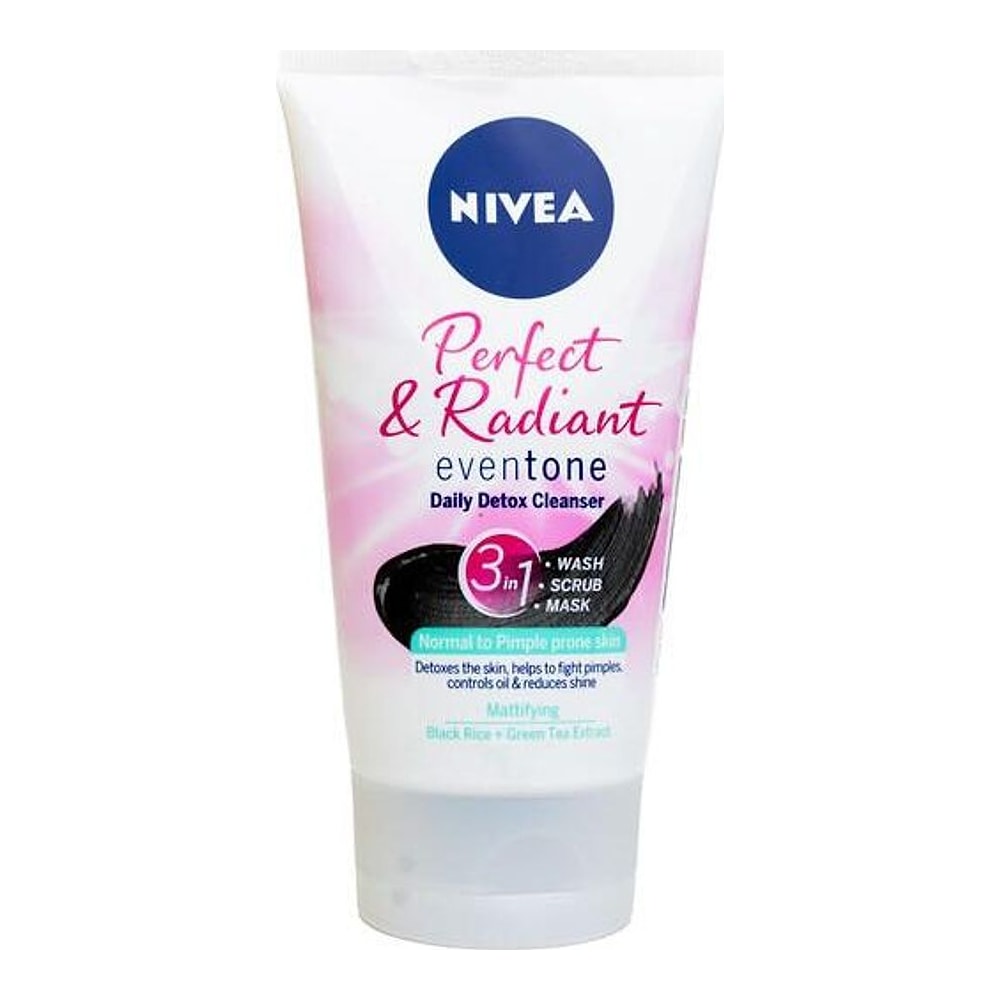 NIVEA
Perfect
& Radiant
eventone
Daily Detox Cleanser
3in1
• WASH
• SCRUB
• MASK
Normal to Pimple prone skin
Detoxes the skin, helps to fight pimples,
controls oil & reduces shine
Mattifying
Black Rice + Green Tea Extract